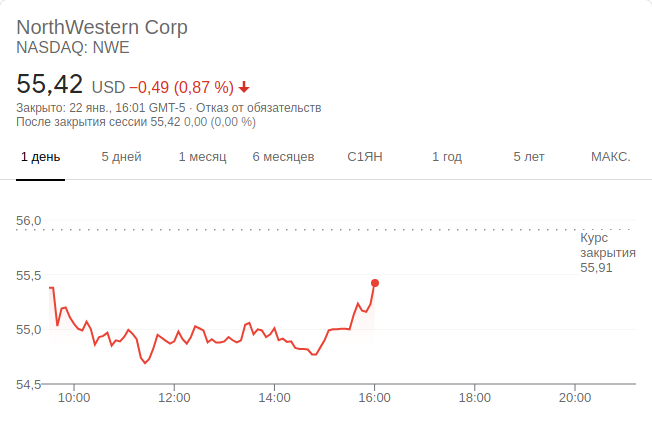 NorthWestern Corp
NASDAQ: NWE
55,42 USD −0,49 (0,87 %)
Закрыто: 22 янв., 16:01 GMT-5 · Отказ от обязательств
После закрытия сессии 55,42 0,00 (0,00 %)
1 день 5 дней 1 месяц 6 месяцев С1ЯН 1 год 5 лет МАКС.
56,0
Курс
закрытия
55,91
55,5
55,0
54,5
10:00 12:00 14:00 16:00 18:00 20:00